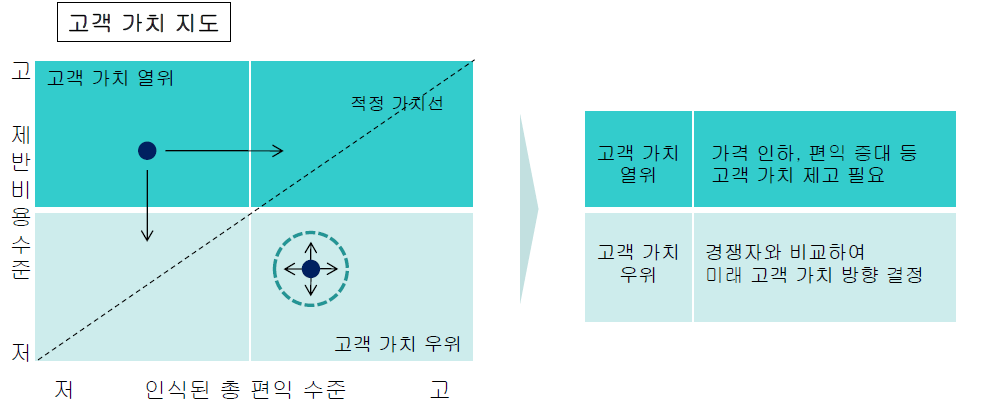 고객 가치 지도
고
제
반
비
용
수
준
저
고객 가치 열위
적정 가치선
고객 가치 우위
저
인식된 총 편익 수준
고
고객 가치
열위
가격 인하, 편익 증대 등
고객 가치 제고 필요
고객 가치
우위
경쟁자와 비교하여
미래 고객 가치 방향 결정